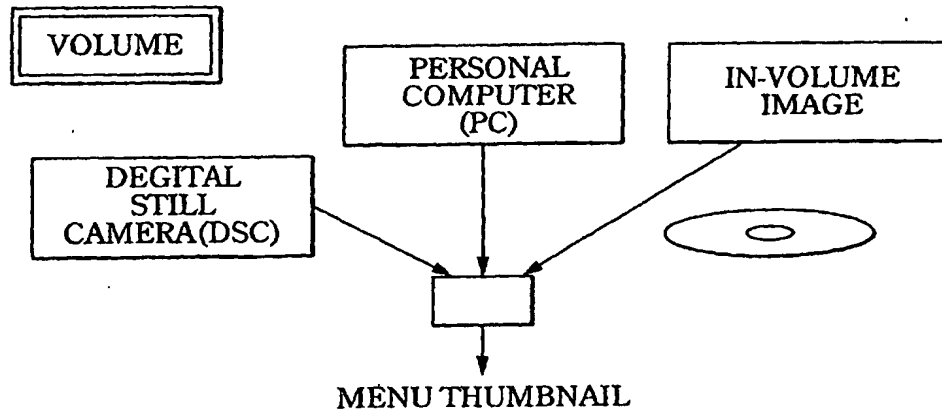 VOLUME
PERSONAL
COMPUTER
(PC)
IN-VOLUME
IMAGE
DEGITAL
STILL
CAMERA(DSC)
MENU THUMBNAIL